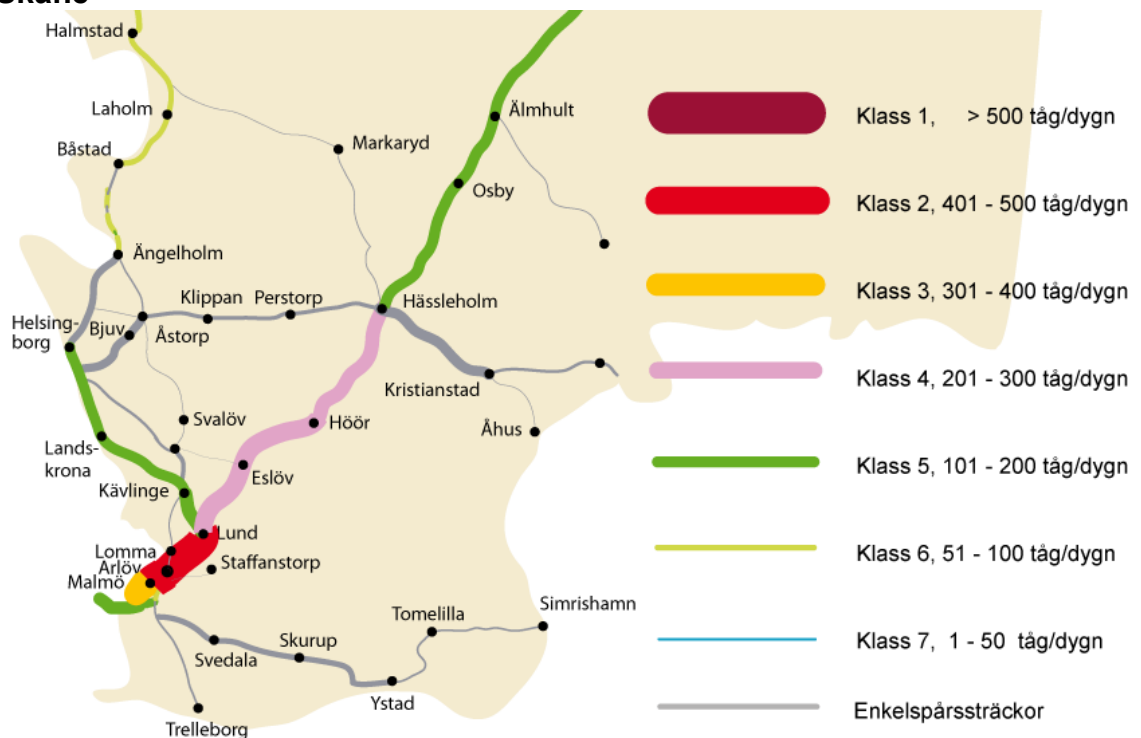 Skåne
Halmstad
Laholm
Båstad
Markaryd
Älmhult
Osby
Ängelholm
Klippan
Perstorp
Hässleholm
Helsing-
borg
Bjuv
Åstorp
Kristianstad
Svalöv
Höör
Åhus
Lands-
krona
Eslöv
Kävlinge
Lund
Lomma
Arlöv
Staffanstorp
Malmö
Tomelilla
Simrishamn
Svedala
Skurup
Ystad
Trelleborg
Klass 1, > 500 tåg/dygn
Klass 2, 401 - 500 tåg/dygn
Klass 3, 301 - 400 tåg/dygn
Klass 4, 201 - 300 tåg/dygn
Klass 5, 101 - 200 tåg/dygn
Klass 6, 51 - 100 tåg/dygn
Klass 7, 1 - 50 tåg/dygn
Enkelspårssträckor